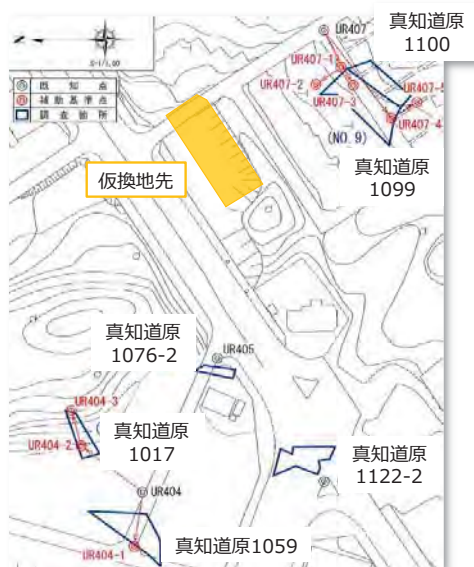 UR407
真知道原
1100
UR407-1
UR407-2
UR407-3
UR407-4
(NO.9)
真知道原
1099
既知点
補助基準点
調査箇所
仮換地先
真知道原
1076-2
UR405
UR404-3
真知道原
1017
UR404-2
UR404
真知道原
1122-2
UR404-1
真知道原1059